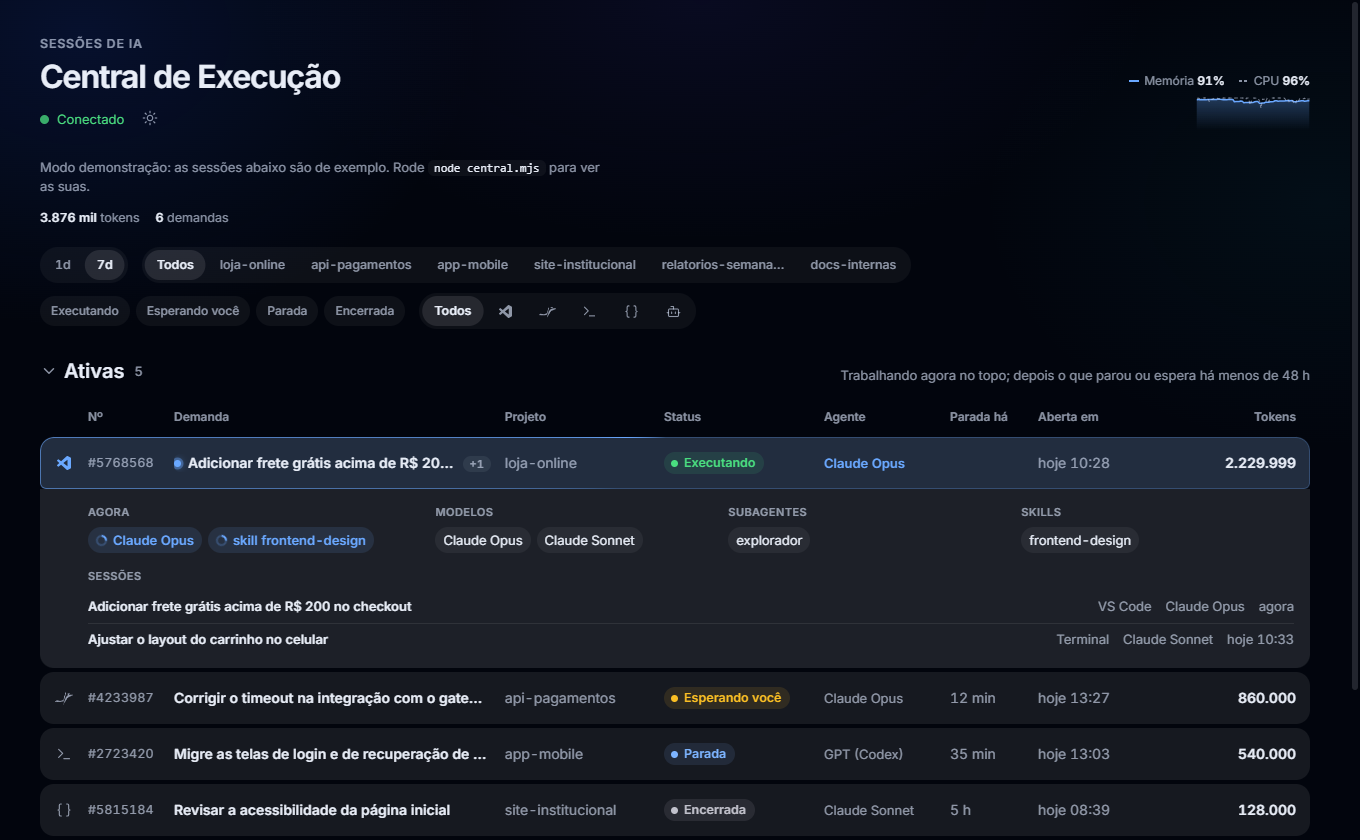 SESSÕES DE IA
Central de Execução
Conectado
Memória 91% CPU 96%
Modo demonstração: as sessões abaixo são de exemplo. Rode node central.mjs para ver
as suas.
3.876 mil tokens 6 demandas
1d 7d Todos loja-online api-pagamentos app-mobile site-institucional relatorios-semana... docs-internas
Executando Esperando você Parada Encerrada Todos
Ativas 5
Trabalhando agora no topo; depois o que parou ou espera há menos de 48 h
Nº Demanda Projeto Status Agente Parada há Aberta em Tokens
#5768568 Adicionar frete grátis acima de R$ 20... +1 loja-online Executando Claude Opus hoje 10:28 2.229.999
AGORA MODELOS SUBAGENTES SKILLS
Claude Opus skill frontend-design Claude Opus Claude Sonnet explorador frontend-design
SESSÕES
Adicionar frete grátis acima de R$ 200 no checkout VS Code Claude Opus agora
Ajustar o layout do carrinho no celular Terminal Claude Sonnet hoje 10:33
#4233987 Corrigir o timeout na integração com o gate... api-pagamentos Esperando você Claude Opus 12 min hoje 13:27 860.000
#2723420 Migre as telas de login e de recuperação de ... app-mobile Parada GPT (Codex) 35 min hoje 13:03 540.000
#5815184 Revisar a acessibilidade da página inicial site-institucional Encerrada Claude Sonnet 5 h hoje 08:39 128.000